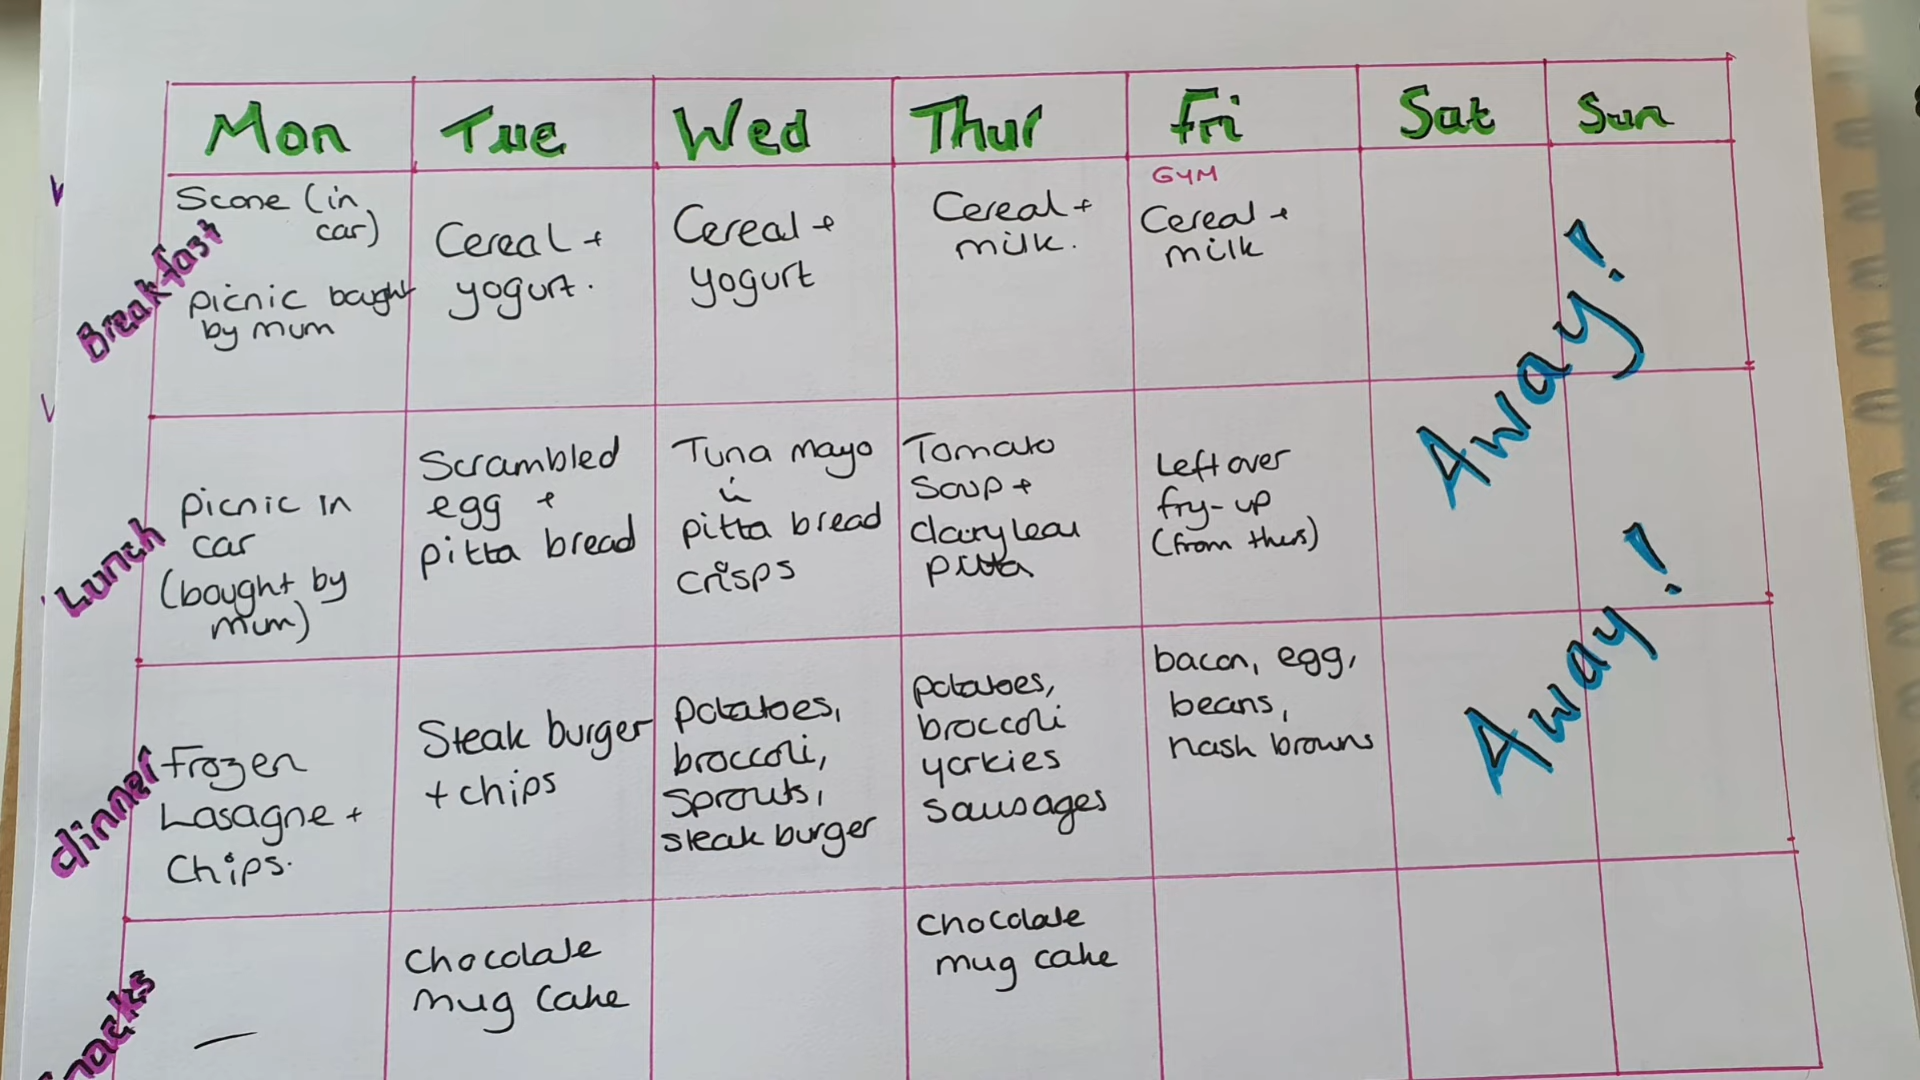 Mon Tue Wed Thur Fri Sat Sun
Breakfast
Scone (in
car)
picnic bought
by mum
Cereal +
yogurt.
Cereal +
yogurt
Cereal +
milk.
GYM
Cereal +
milk
Away!
Lunch
picnic in
car
(bought by
mum)
Scrambled
egg +
pitta bread
Tuna mayo
in
pitta bread
crisps
Tomato
Soup +
dairylea
pitta
Left over
fry-up
(from thurs)
Away!
dinner
Frozen
Lasagne +
Chips.
Steak burger
+ chips
potatoes,
broccoli,
sprouts,
steak burger
potatoes,
broccoli
yorkies
sausages
bacon, egg,
beans,
hash browns
Snacks
—
chocolate
mug cake
chocolate
mug cake